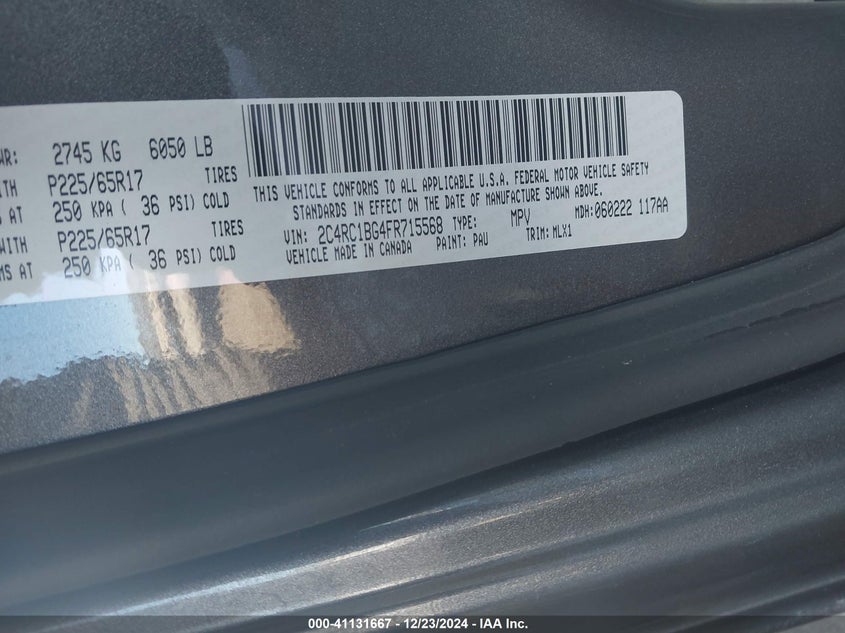 WR: 2745 KG 6050 LB
WITH P225/65R17 TIRES
MS AT 250 KPA ( 36 PSI) COLD
WITH P225/65R17 TIRES
MS AT 250 KPA ( 36 PSI) COLD
THIS VEHICLE CONFORMS TO ALL APPLICABLE U.S.A. FEDERAL MOTOR VEHICLE SAFETY
STANDARDS IN EFFECT ON THE DATE OF MANUFACTURE SHOWN ABOVE.
VIN: 2C4RC1BG4FR715568 TYPE: MPV MDH:060222 117AA
VEHICLE MADE IN CANADA PAINT: PAU TRIM: MLX1
000-41131667 - 12/23/2024 - IAA Inc.